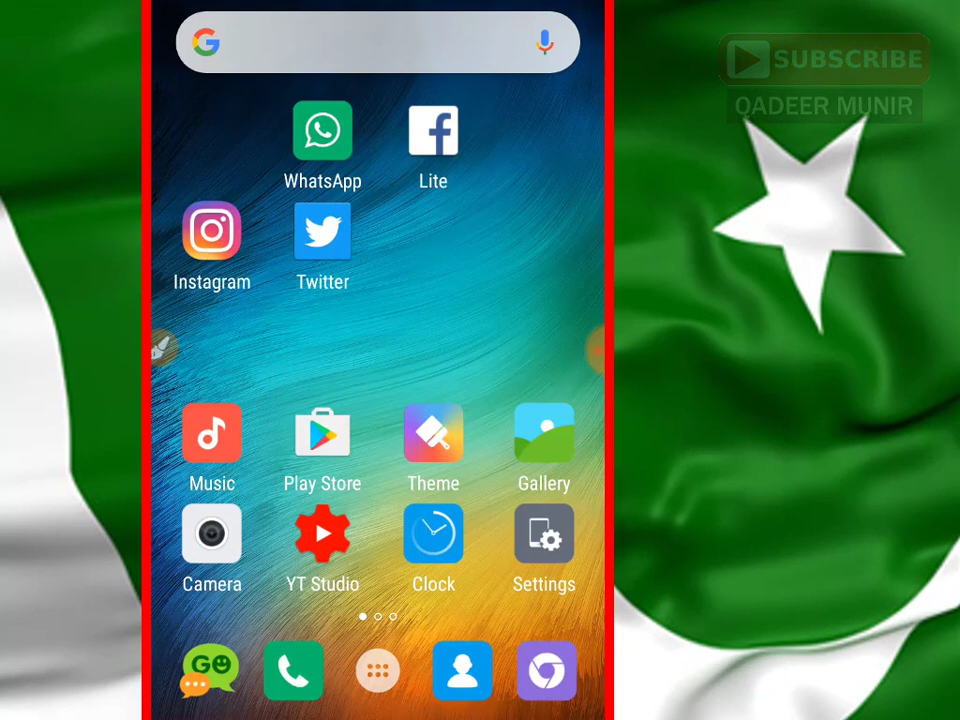 SUBSCRIBE
QADEER MUNIR
WhatsApp
Lite
Instagram
Twitter
Music
Play Store
Theme
Gallery
Camera
YT Studio
Clock
Settings
GO